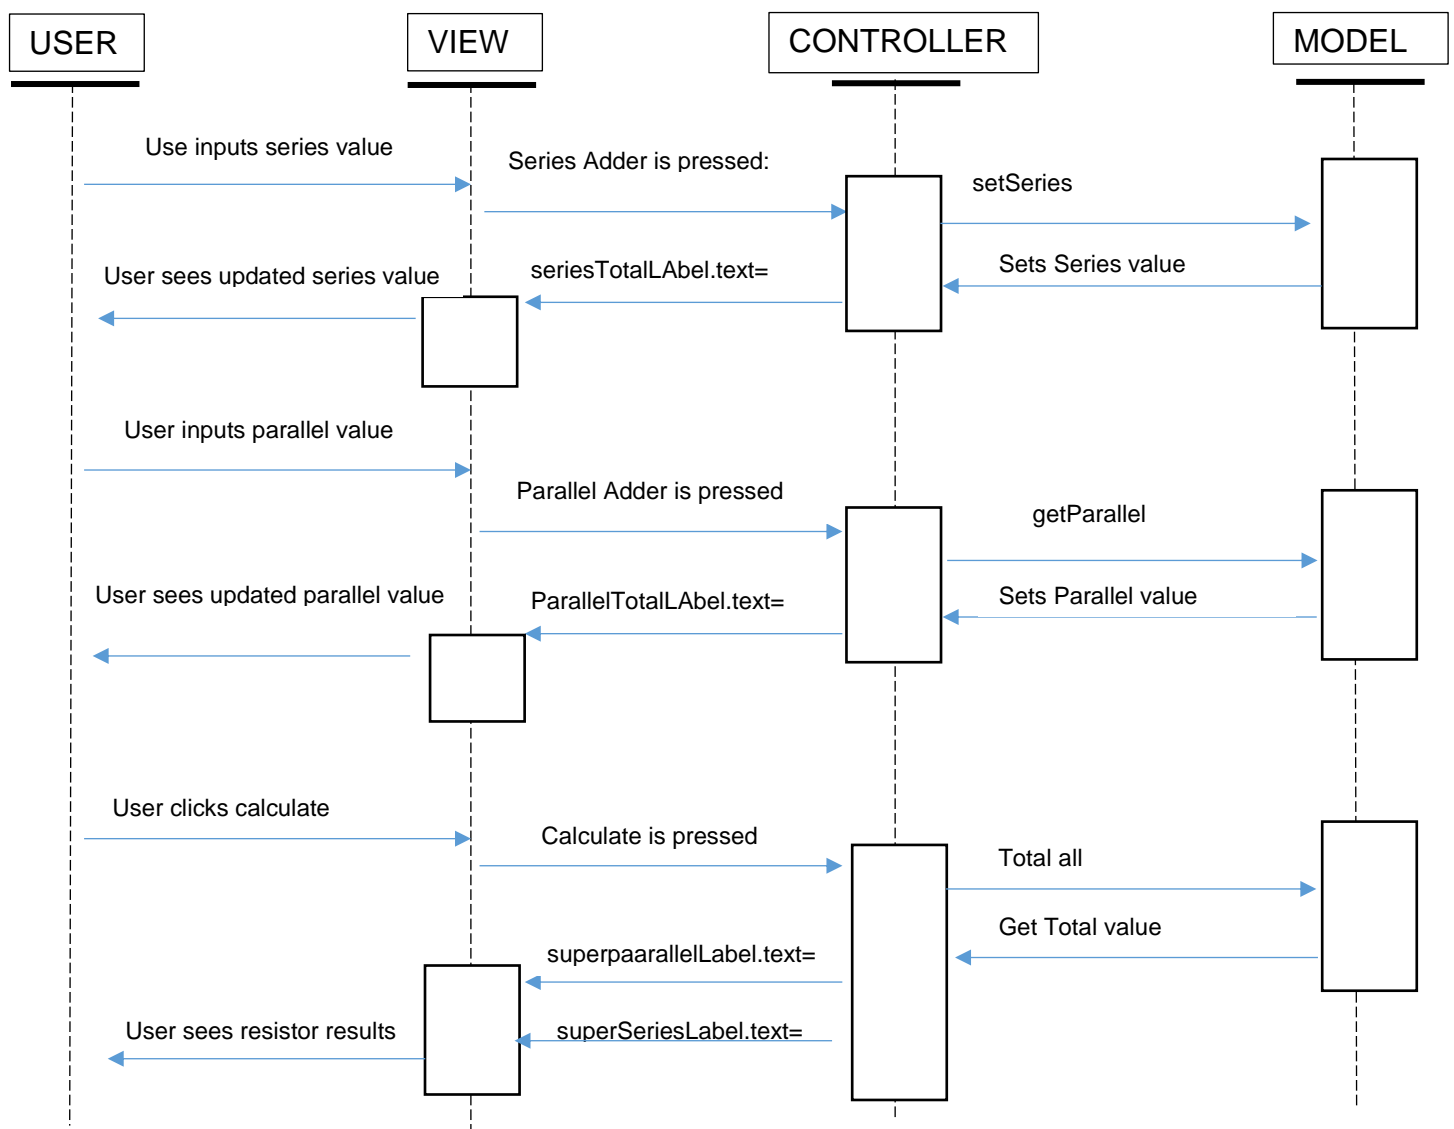 USER
VIEW
CONTROLLER
MODEL
Use inputs series value
Series Adder is pressed:
setSeries
User sees updated series value
seriesTotalLAbel.text=
Sets Series value
User inputs parallel value
Parallel Adder is pressed
getParallel
User sees updated parallel value
ParallelTotalLAbel.text=
Sets Parallel value
User clicks calculate
Calculate is pressed
Total all
Get Total value
superpaarallelLabel.text=
User sees resistor results
superSeriesLabel.text=